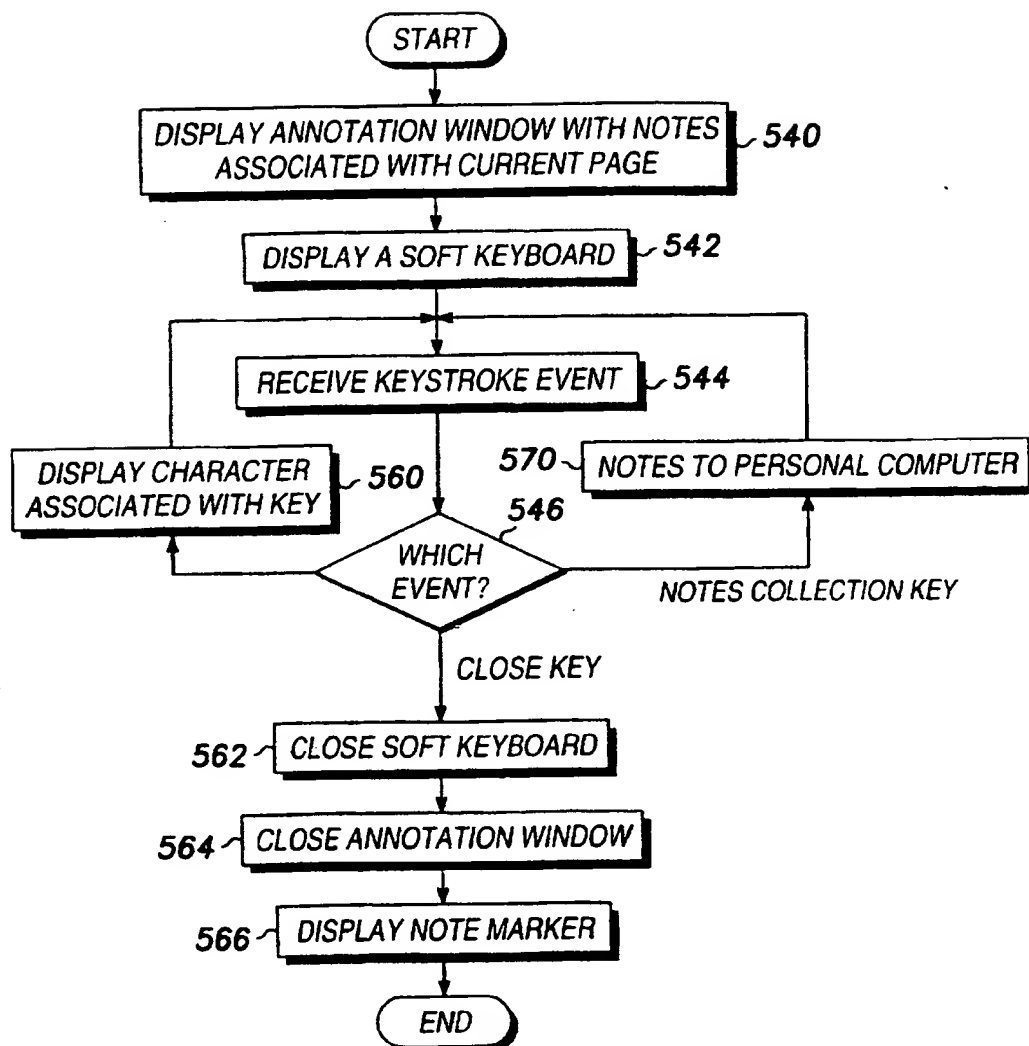 START
DISPLAY ANNOTATION WINDOW WITH NOTES
ASSOCIATED WITH CURRENT PAGE
540
DISPLAY A SOFT KEYBOARD
542
RECEIVE KEYSTROKE EVENT
544
DISPLAY CHARACTER
ASSOCIATED WITH KEY
560
570
NOTES TO PERSONAL COMPUTER
546
WHICH
EVENT?
NOTES COLLECTION KEY
CLOSE KEY
562
CLOSE SOFT KEYBOARD
564
CLOSE ANNOTATION WINDOW
566
DISPLAY NOTE MARKER
END